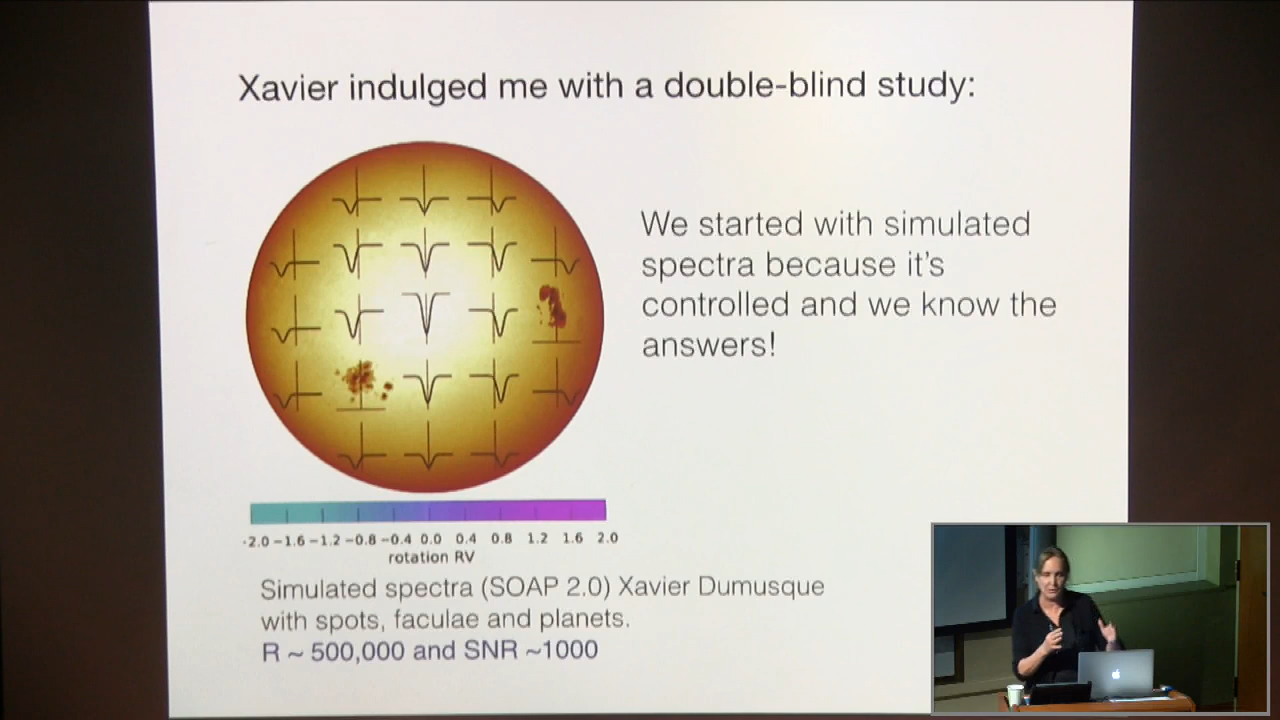 Xavier indulged me with a double-blind study:
We started with simulated
spectra because it's
controlled and we know the
answers!
-2.0 −1.6 −1.2 −0.8 −0.4 0.0 0.4 0.8 1.2 1.6 2.0
rotation RV
Simulated spectra (SOAP 2.0) Xavier Dumusque
with spots, faculae and planets.
R ~ 500,000 and SNR ~1000